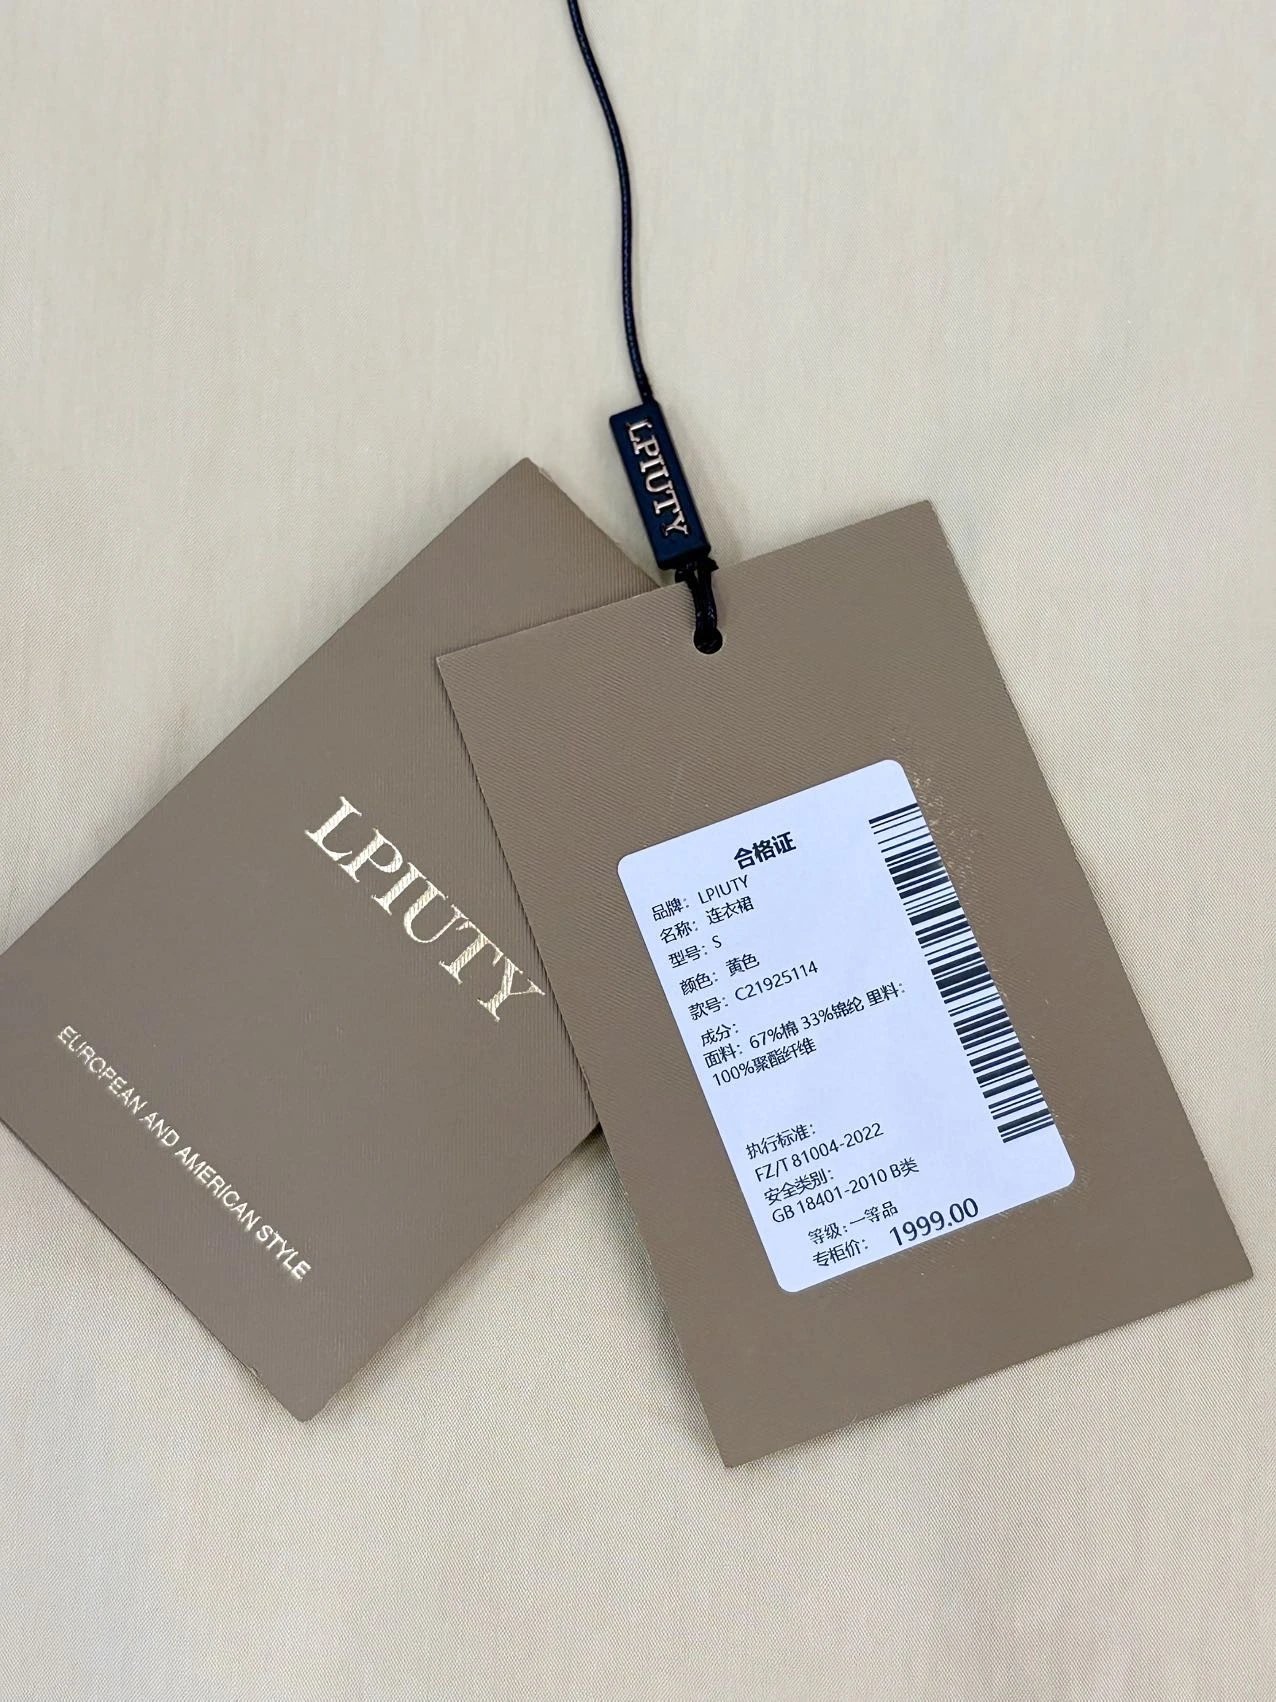 LPIUTY
LPIUTY
EUROPEAN AND AMERICAN STYLE
合格证
品牌：LPIUTY
名称：连衣裙
型号：S
颜色：黄色
款号：C21925114
成分：
面料：67%棉 33%锦纶 里料：
100%聚酯纤维
执行标准：
FZ/T 81004-2022
安全类别：
GB 18401-2010 B类
等级:一等品
专柜价： 1999.00